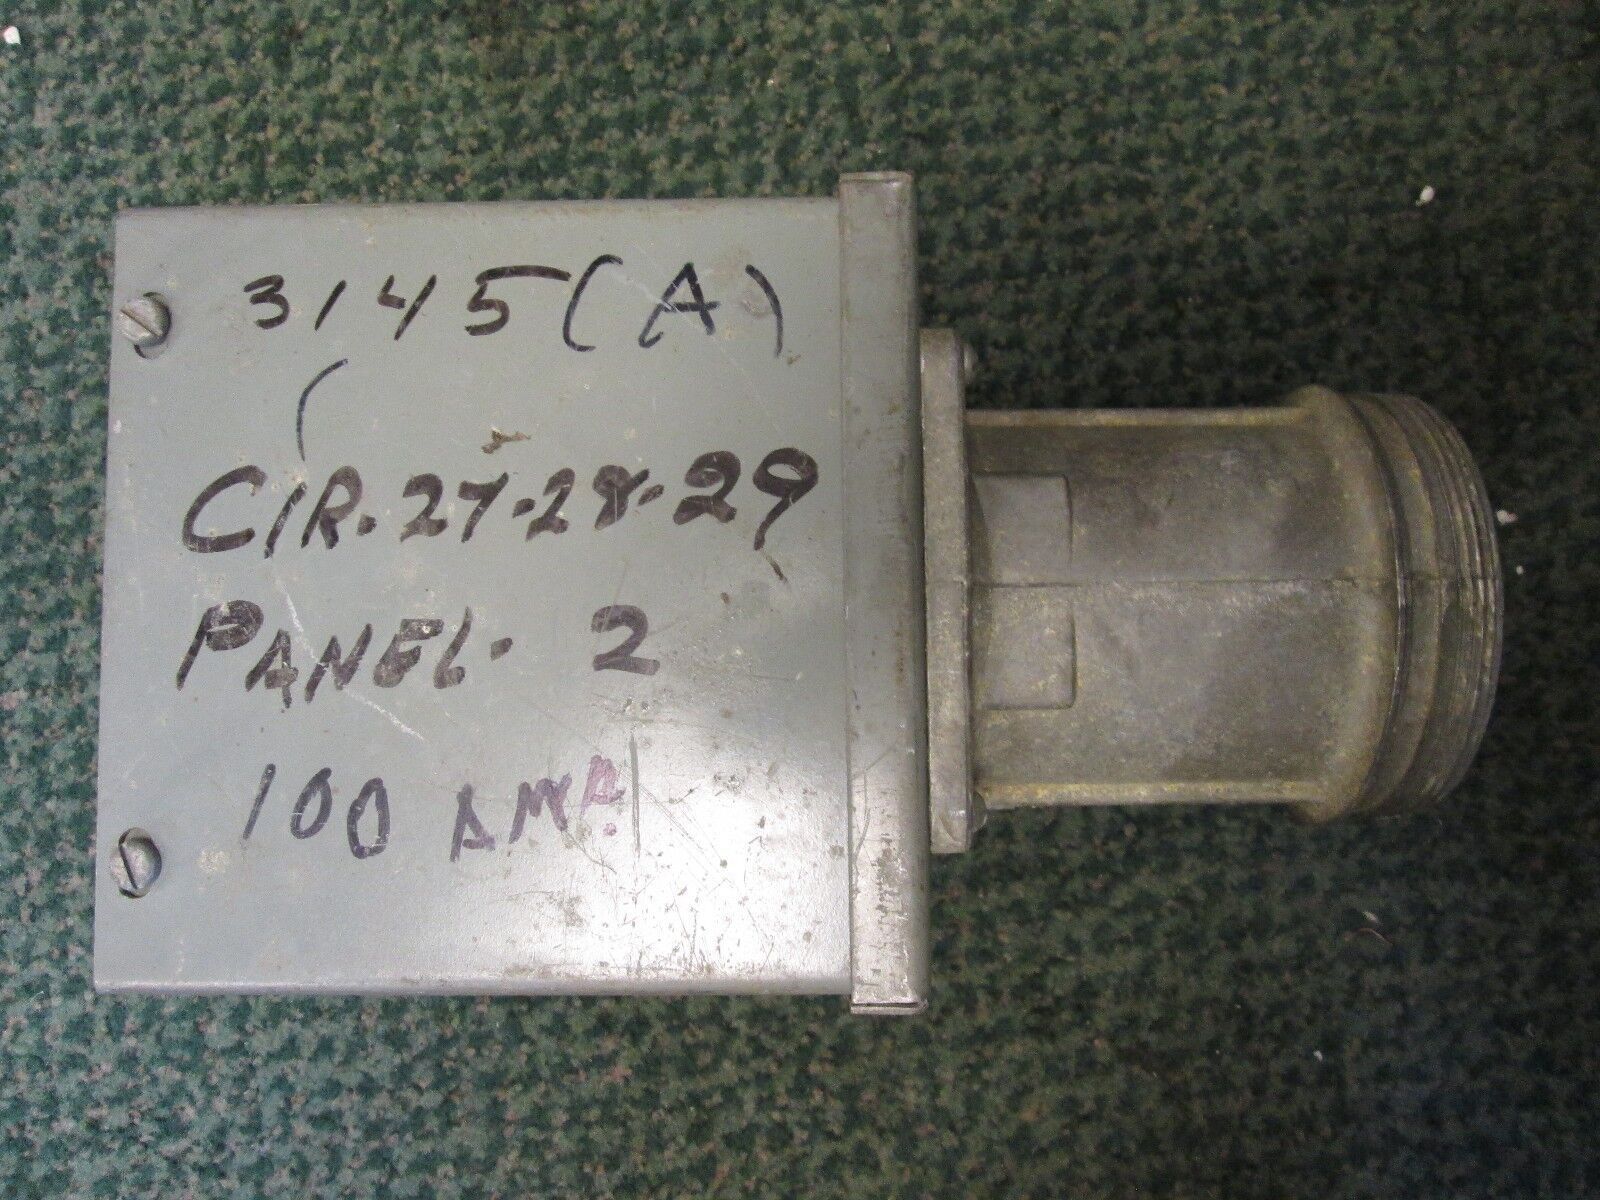 3145(A)
CIR. 27-28-29
PANEL- 2
100 AMP.